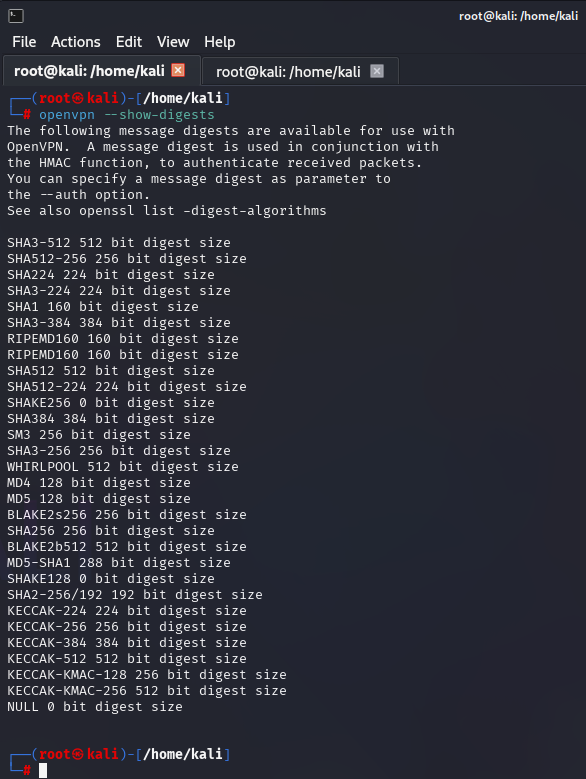 root@kali: /home/kali
File Actions Edit View Help
root@kali: /home/kali root@kali: /home/kali
┌──(root㉿kali)-[/home/kali]
└─# openvpn --show-digests
The following message digests are available for use with
OpenVPN.  A message digest is used in conjunction with
the HMAC function, to authenticate received packets.
You can specify a message digest as parameter to
the --auth option.
See also openssl list -digest-algorithms
SHA3-512 512 bit digest size
SHA512-256 256 bit digest size
SHA224 224 bit digest size
SHA3-224 224 bit digest size
SHA1 160 bit digest size
SHA3-384 384 bit digest size
RIPEMD160 160 bit digest size
RIPEMD160 160 bit digest size
SHA512 512 bit digest size
SHA512-224 224 bit digest size
SHAKE256 0 bit digest size
SHA384 384 bit digest size
SM3 256 bit digest size
SHA3-256 256 bit digest size
WHIRLPOOL 512 bit digest size
MD4 128 bit digest size
MD5 128 bit digest size
BLAKE2s256 256 bit digest size
SHA256 256 bit digest size
BLAKE2b512 512 bit digest size
MD5-SHA1 288 bit digest size
SHAKE128 0 bit digest size
SHA2-256/192 192 bit digest size
KECCAK-224 224 bit digest size
KECCAK-256 256 bit digest size
KECCAK-384 384 bit digest size
KECCAK-512 512 bit digest size
KECCAK-KMAC-128 256 bit digest size
KECCAK-KMAC-256 512 bit digest size
NULL 0 bit digest size
┌──(root㉿kali)-[/home/kali]
└─#